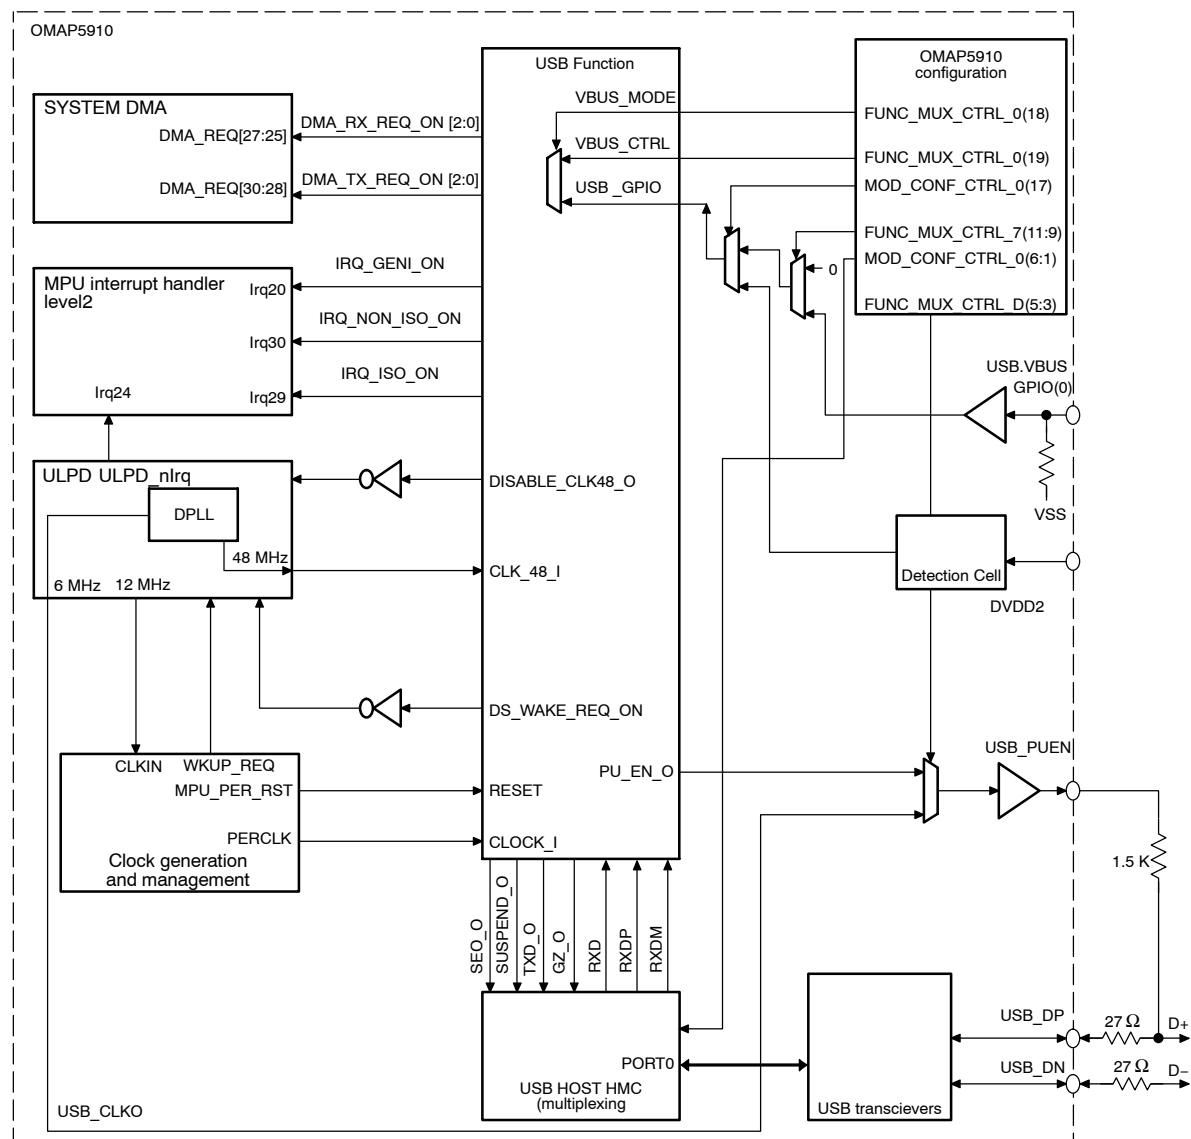 OMAP5910
USB Function
OMAP5910
configuration
SYSTEM DMA
DMA_REQ[27:25]
DMA_RX_REQ_ON [2:0]
DMA_REQ[30:28]
DMA_TX_REQ_ON [2:0]
VBUS_MODE
VBUS_CTRL
USB_GPIO
FUNC_MUX_CTRL_0(18)
FUNC_MUX_CTRL_0(19)
MOD_CONF_CTRL_0(17)
FUNC_MUX_CTRL_7(11:9)
MOD_CONF_CTRL_0(6:1)
FUNC_MUX_CTRL_D(5:3)
0
MPU interrupt handler
level2
Irq20
IRQ_GENI_ON
Irq30
IRQ_NON_ISO_ON
Irq29
IRQ_ISO_ON
Irq24
USB.VBUS
GPIO(0)
VSS
ULPD ULPD_nIrq
DPLL
48 MHz
6 MHz
12 MHz
DISABLE_CLK48_O
CLK_48_I
Detection Cell
DVDD2
DS_WAKE_REQ_ON
CLKIN
WKUP_REQ
MPU_PER_RST
RESET
PERCLK
CLOCK_I
Clock generation
and management
PU_EN_O
USB_PUEN
1.5 K
SEO_O
SUSPEND_O
TXD_O
GZ_O
RXD
RXDP
RXDM
PORT0
USB HOST HMC
(multiplexing
USB transcievers
USB_DP
27 Ω
D+
USB_DN
27 Ω
D−
USB_CLKO